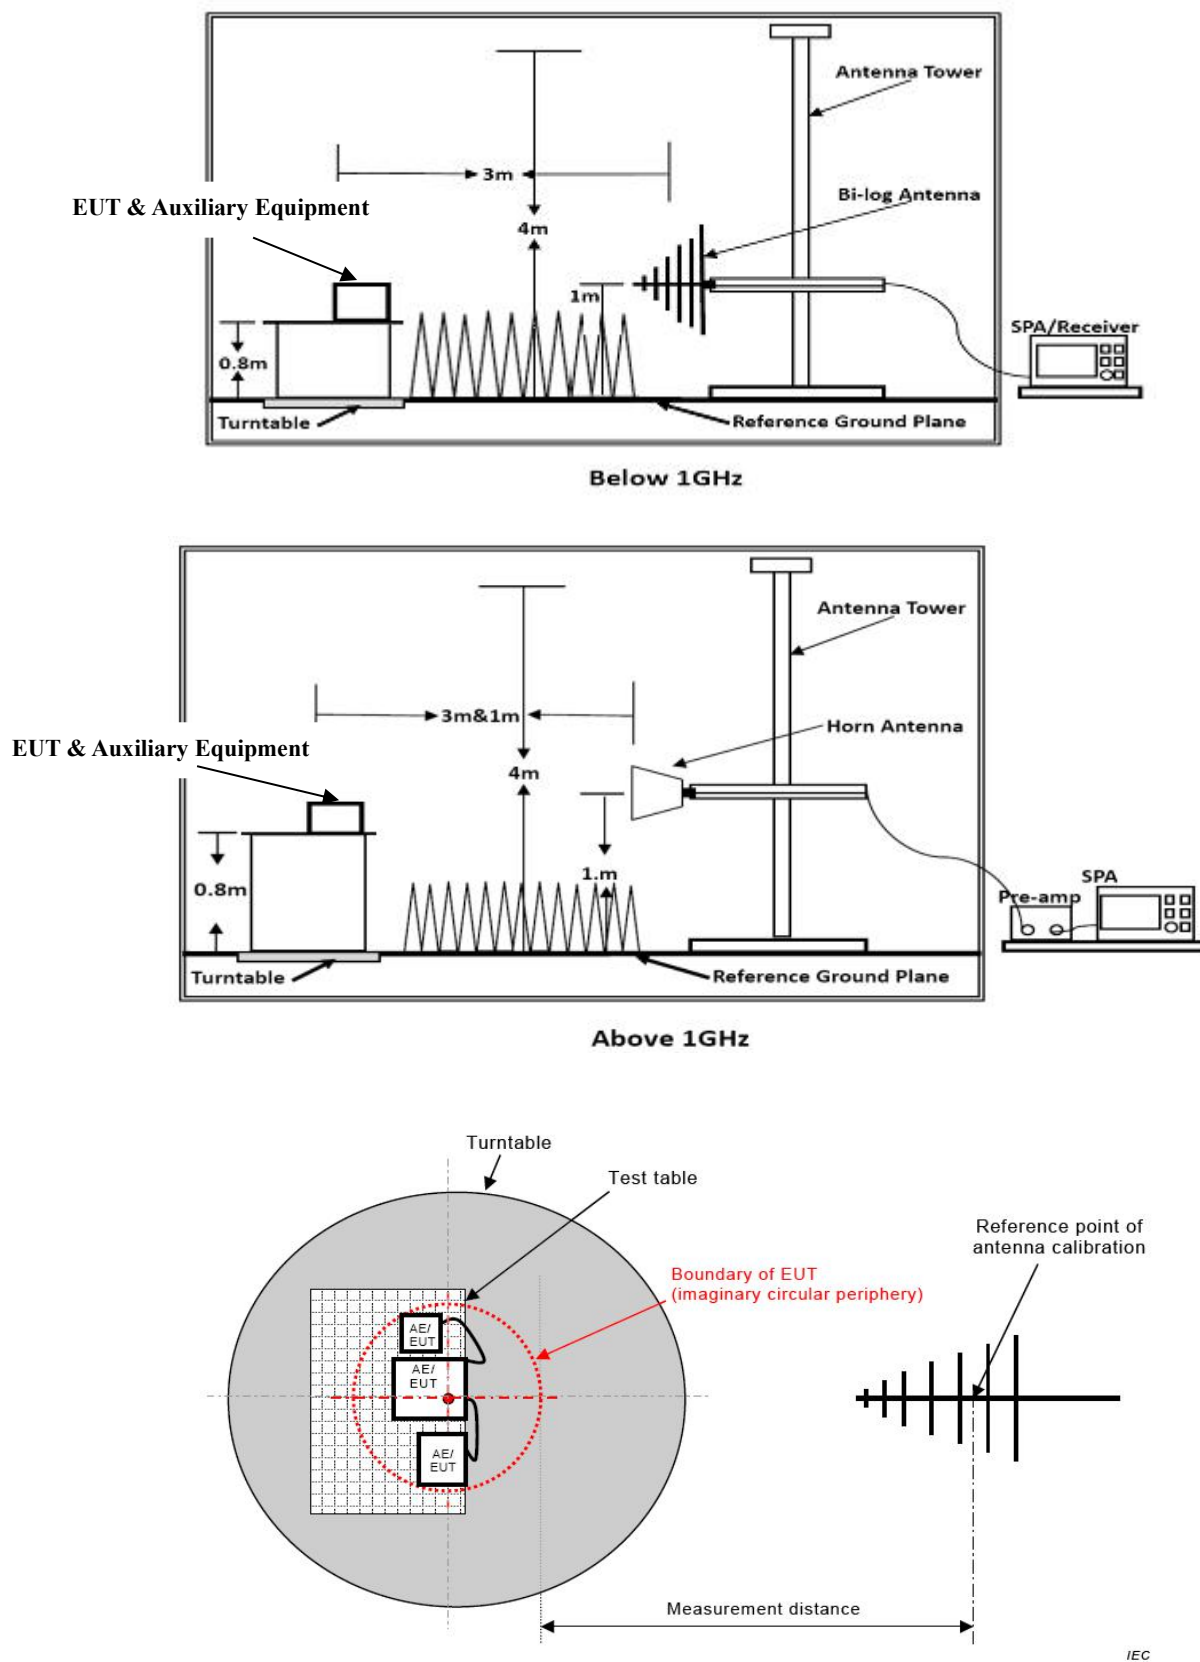 Antenna Tower
3m
Bi-log Antenna
EUT & Auxiliary Equipment
4m
1m
SPA/Receiver
0.8m
Turntable
Reference Ground Plane
Below 1GHz
Antenna Tower
3m&1m
Horn Antenna
EUT & Auxiliary Equipment
4m
1.m
SPA
0.8m
Pre-amp
Turntable
Reference Ground Plane
Above 1GHz
Turntable
Test table
Reference point of
antenna calibration
Boundary of EUT
(imaginary circular periphery)
AE/
EUT
AE/
EUT
AE/
EUT
Measurement distance
IEC